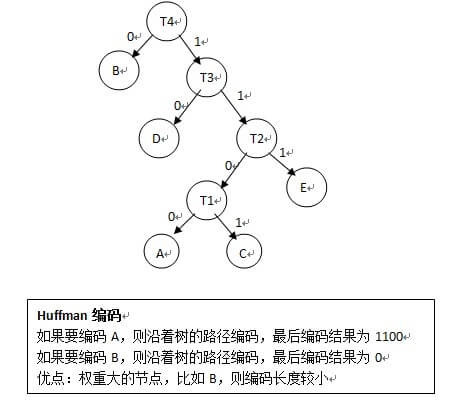 T4
0 1
B T3
0 1
D T2
0 1
T1 E
0 1
A C
Huffman 编码
如果要编码 A，则沿着树的路径编码，最后编码结果为 1100
如果要编码 B，则沿着树的路径编码，最后编码结果为 0
优点：权重大的节点，比如 B，则编码长度较小